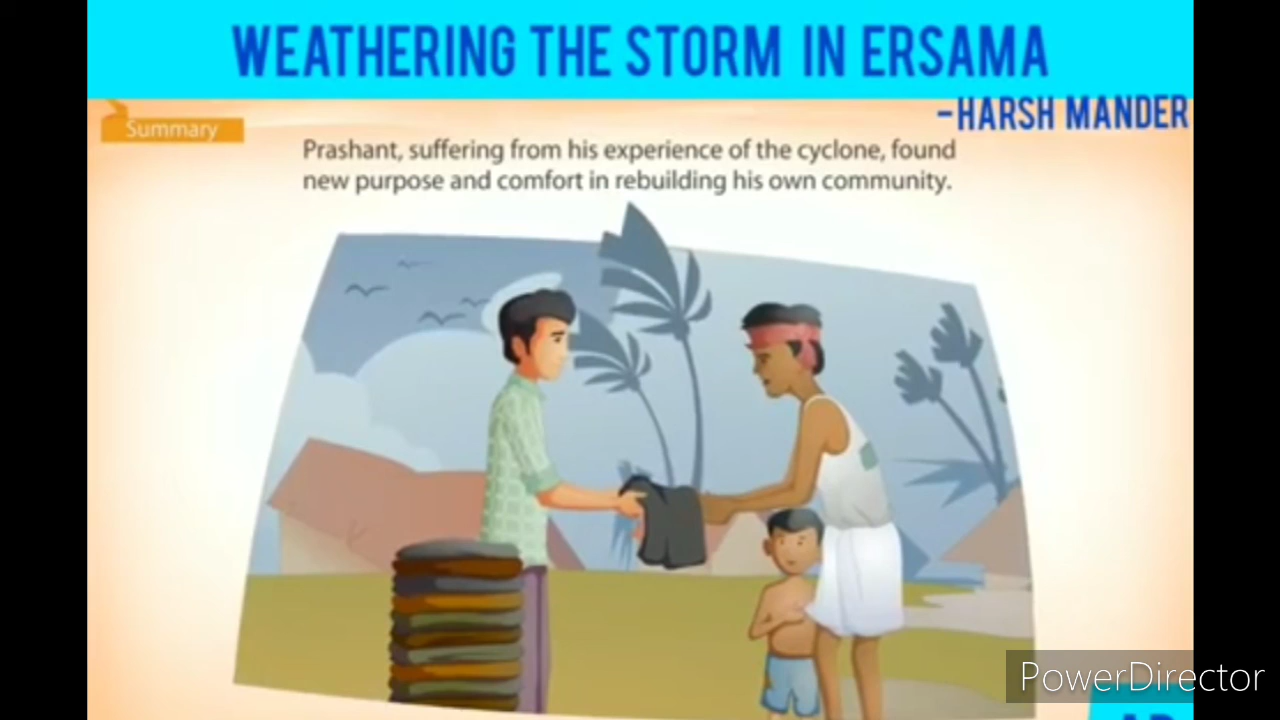 WEATHERING THE STORM IN ERSAMA
-HARSH MANDER
Summary
Prashant, suffering from his experience of the cyclone, found
new purpose and comfort in rebuilding his own community.
PowerDirector